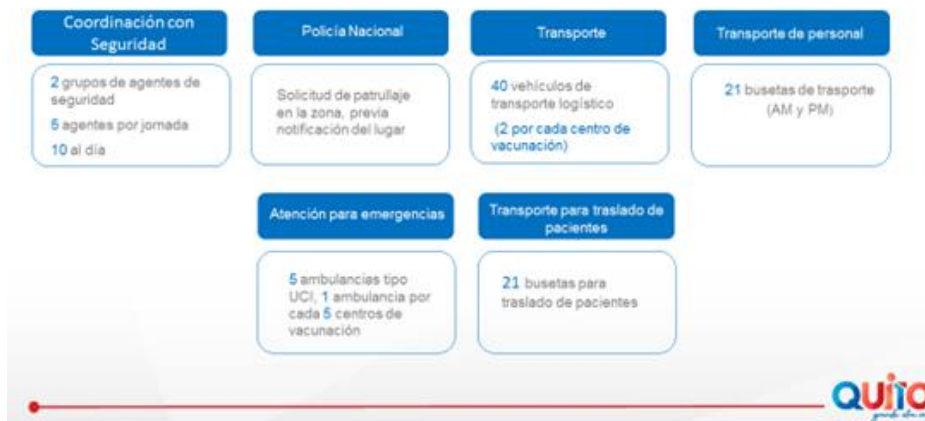 Coordinación con
Seguridad
2 grupos de agentes de
seguridad
5 agentes por jornada
10 al día
Policía Nacional
Solicitud de patrullaje
en la zona, previa
notificación del lugar
Transporte
40 vehículos de
transporte logístico
(2 por cada centro de
vacunación)
Transporte de personal
21 busetas de trasporte
(AM y PM)
Atención para emergencias
5 ambulancias tipo
UCI, 1 ambulancia por
cada 5 centros de
vacunación
Transporte para traslado de
pacientes
21 busetas para
traslado de pacientes
QUITO